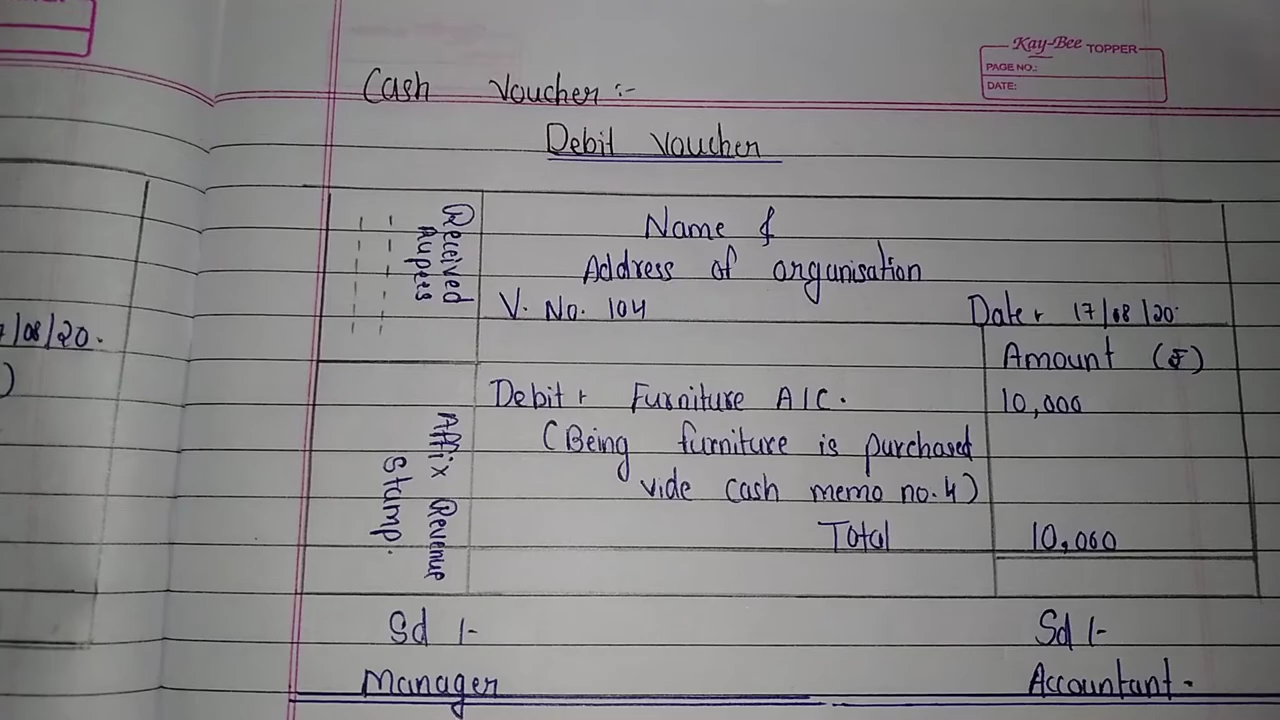 Kay-Bee TOPPER
PAGE NO.:
DATE:
Cash Voucher :-
Debit Voucher
Received
Rupees
Name &
Address of organisation
V. No. 104
Date 17/08/20.
Amount (₹)
Debit Furniture A/C.
10,000
(Being furniture is purchased
vide cash memo no. 4)
Total
10,000
Affix Revenue
Stamp.
/08/20.
)
Sd /-
Sd /-
Manager
Accountant.